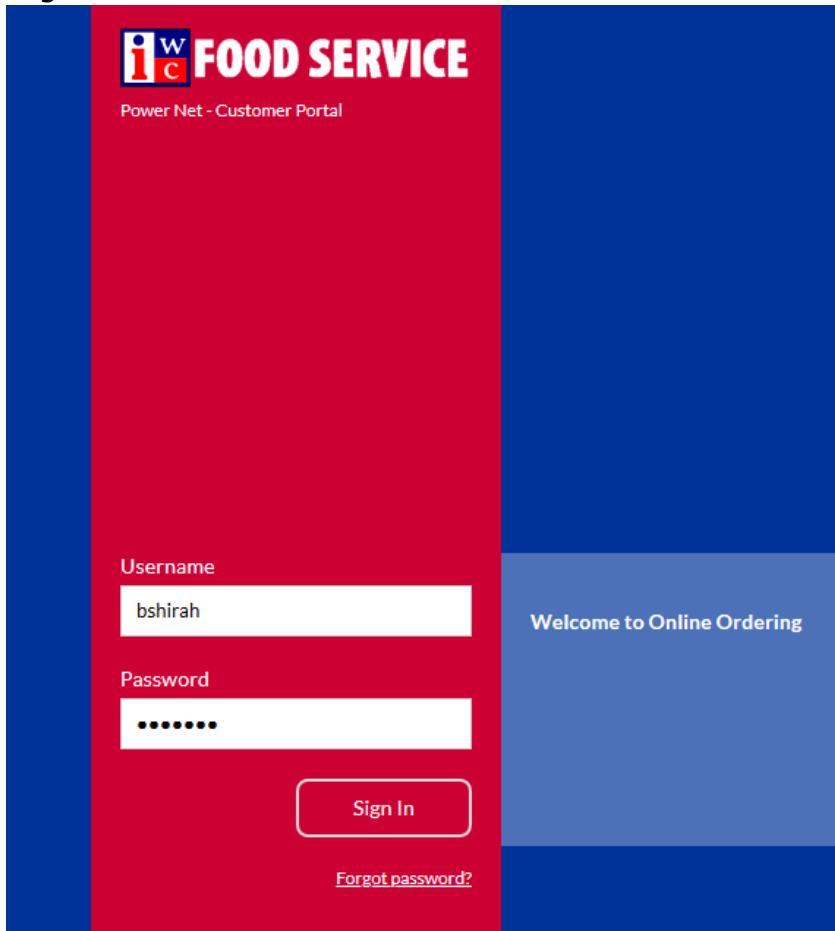 iwc FOOD SERVICE
Power Net - Customer Portal
Username
bshirah
Welcome to Online Ordering
Password
•••••••
Sign In
Forgot password?